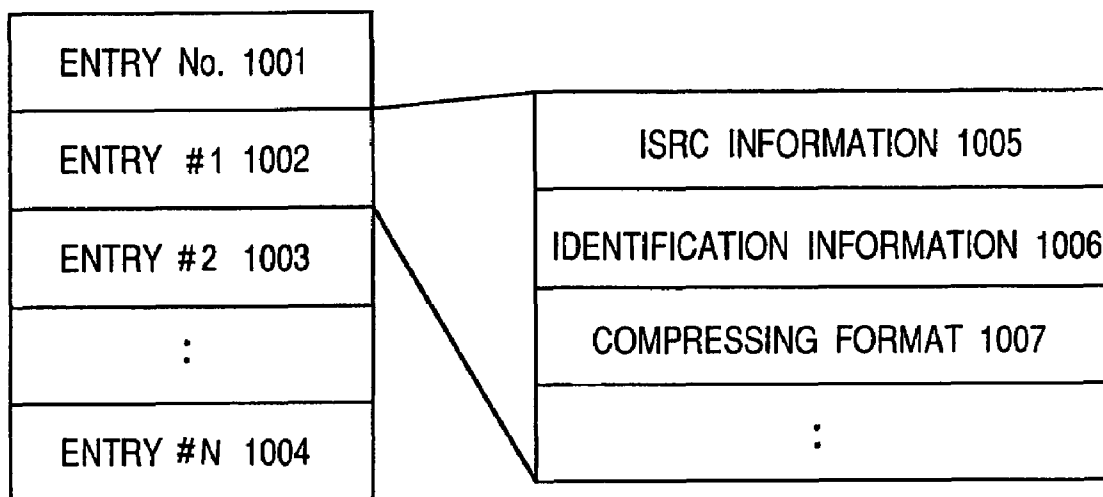 ENTRY No. 1001
ENTRY #1 1002
ENTRY #2 1003
:
ENTRY #N 1004
ISRC INFORMATION 1005
IDENTIFICATION INFORMATION 1006
COMPRESSING FORMAT 1007
: